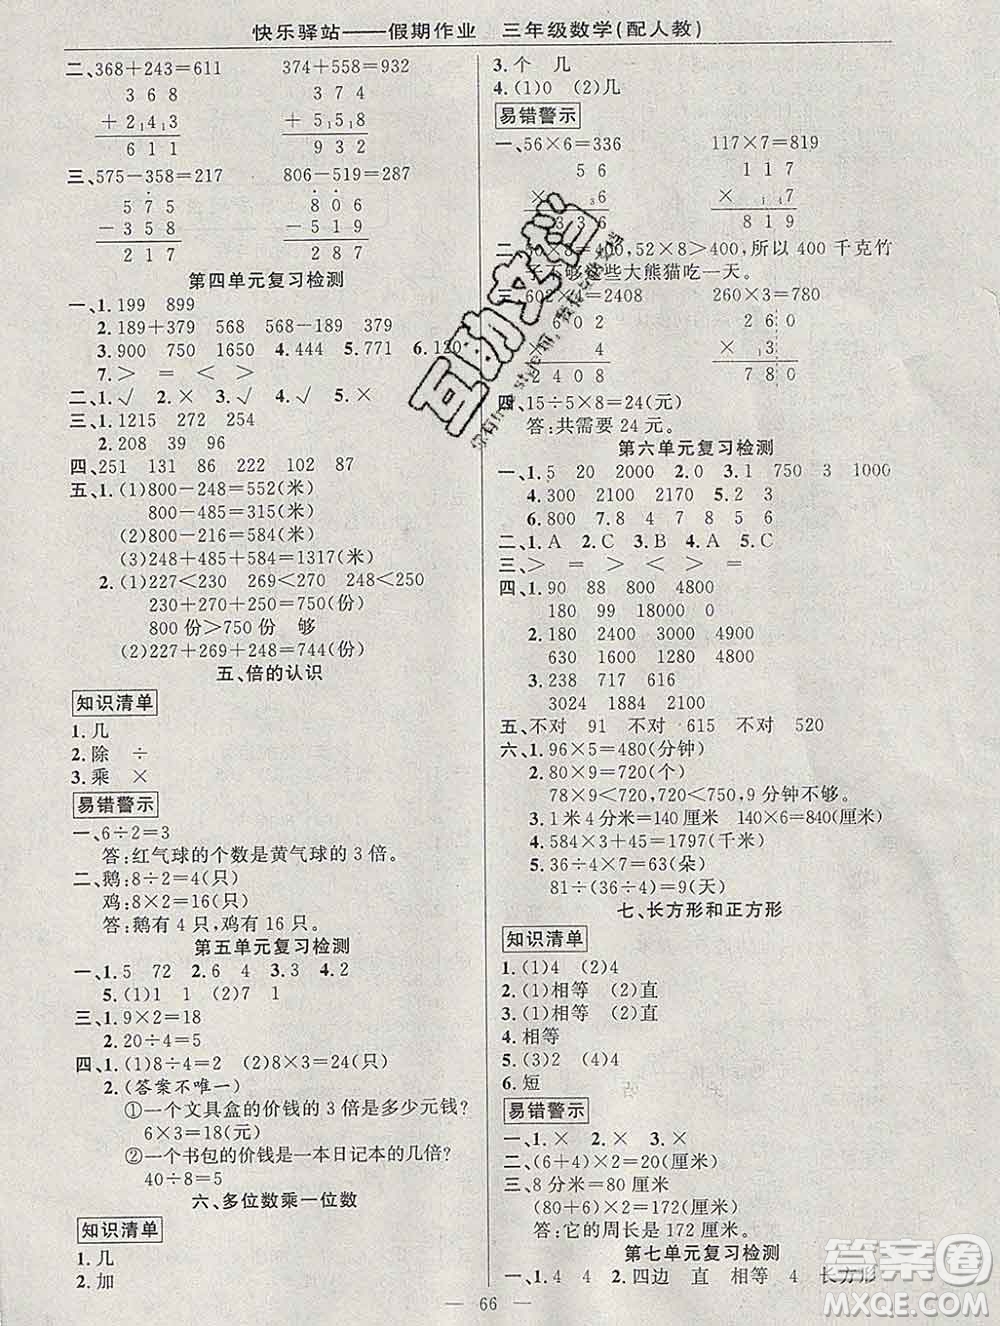 快乐驿站——假期作业 三年级数学(配人教)
二、368+243=611 374+558=932
3 6 8 3 7 4
+ 2₁4₁3 + 5₁5₁8
6 1 1 9 3 2
三、575-358=217 806-519=287
5 7 5 8 0 6
- 3 5 8 - 5 1 9
2 1 7 2 8 7
第四单元复习检测
一、1. 199 899
2. 189+379 568 568-189 379
3. 900 750 1650 4. 444 5. 771 6. 120
7. > = < >
二、1. √ 2. × 3. √ 4. √ 5. ×
三、1. 1215 272 254
2. 208 39 96
四、251 131 86 222 102 87
五、1. (1)800-248=552(米)
800-485=315(米)
(2)800-216=584(米)
(3)248+485+584=1317(米)
2. (1)227<230 269<270 248<250
230+270+250=750(份)
800份>750份 够
(2)227+269+248=744(份)
五、倍的认识
知识清单
1. 几
2. 除 ÷
3. 乘 ×
易错警示
一、6÷2=3
答:红气球的个数是黄气球的3倍。
二、鹅:8÷2=4(只)
鸡:8×2=16(只)
答:鹅有4只,鸡有16只。
第五单元复习检测
一、1. 5 72 2. 6 4 3. 3 4. 2
5. (1)1 1 (2)7 1
三、1. 9×2=18
2. 20÷4=5
四、1. (1)8÷4=2 (2)8×3=24(只)
2. (答案不唯一)
①一个文具盒的价钱的3倍是多少元钱?
6×3=18(元)
②一个书包的价钱是一本日记本的几倍?
40÷8=5
六、多位数乘一位数
知识清单
1. 几
2. 加
3. 个 几
4. (1)0 (2)几
易错警示
一、56×6=336 117×7=819
5 6 1 1 7
× ₃6 × ₁₄7
3 3 6 8 1 9
=400,52×8>400,所以400千克竹
不够这些大熊猫吃一天。
602×4=2408 260×3=780
6 0 2 2 6 0
× 4 × ₁3
2 4 0 8 7 8 0
四、15÷5×8=24(元)
答:共需要24元。
第六单元复习检测
一、1. 5 20 2000 2. 0 3. 1 750 3 1000
4. 300 2100 2170 5. 2 3
6. 800 7. 8 4 7 8 5 6
二、1. A 2. C 3. B 4. A 5. C
三、> = > < > =
四、1. 90 88 800 480
180 99 18000 0
2. 180 2400 6400 4900
630 1600 1280 5600
3. 238 717 616
3024 1884 2100
五、不对 91 不对 615 不对 520
六、1. 96×5=480(分钟)
2. 80×9=720(个)
78×9<720,9分钟不够。
3. 1米4分米=140厘米 140×6=840(厘米)
4. 584×3+45=1797(千米)
5. 36÷4×7=63(朵)
81÷(36÷4)=9(天)
七、长方形和正方形
知识清单
1. (1)4 (2)4
2. (1)相等 (2)直
3. (1)相等 (2)直
4. 相等
5. (3)2 (4)4
6. 短
易错警示
一、1. × 2. × 3. ×
二、(6+4)×2=20(厘米)
三、8分米=80厘米
(80+6)×2=172(厘米)
答:它的周长是172厘米。
第七单元复习检测
一、1. 4 4 2. 四边 直 相等 4 长方形
— 66 —
互助文档
答案圈
MXQE.COM